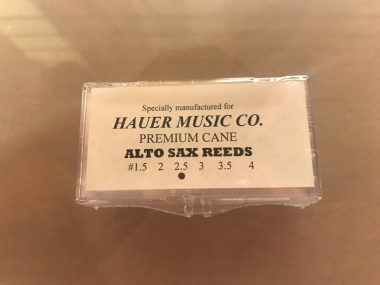 Specially manufactured for
HAUER MUSIC CO.
PREMIUM CANE
ALTO SAX REEDS
#1.5 2 2.5 3 3.5 4